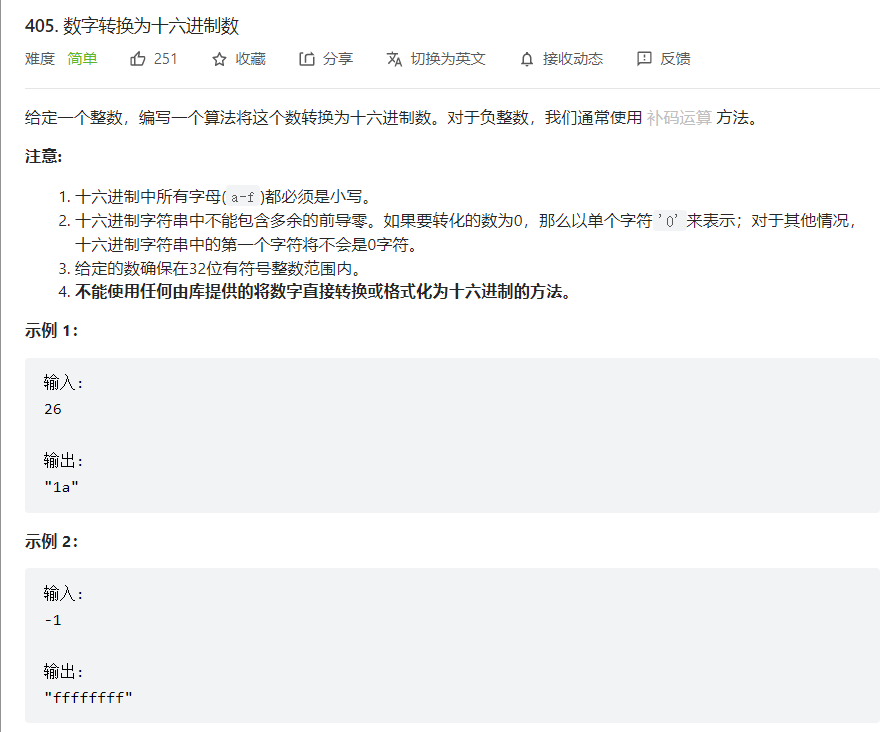 405. 数字转换为十六进制数
难度 简单 251 收藏 分享 切换为英文 接收动态 反馈
给定一个整数，编写一个算法将这个数转换为十六进制数。对于负整数，我们通常使用 补码运算 方法。
注意:
1. 十六进制中所有字母(a-f)都必须是小写。
2. 十六进制字符串中不能包含多余的前导零。如果要转化的数为0，那么以单个字符'0'来表示；对于其他情况，
十六进制字符串中的第一个字符将不会是0字符。
3. 给定的数确保在32位有符号整数范围内。
4. 不能使用任何由库提供的将数字直接转换或格式化为十六进制的方法。
示例 1：
输入:
26
输出:
"1a"
示例 2：
输入:
-1
输出:
"ffffffff"